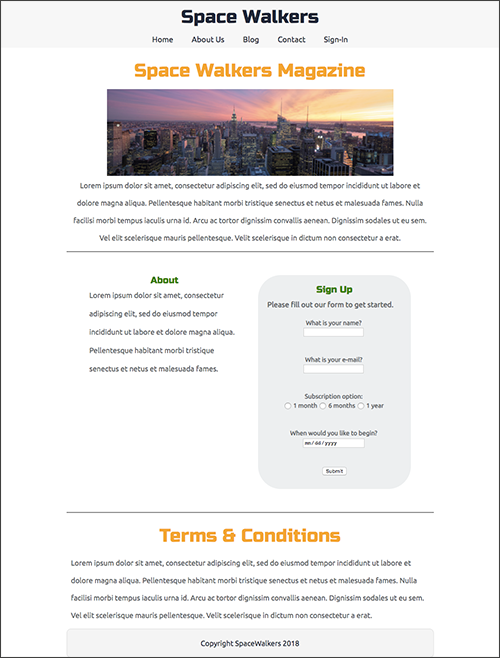 Space Walkers
Home About Us Blog Contact Sign-In
Space Walkers Magazine
Lorem ipsum dolor sit amet, consectetur adipiscing elit, sed do eiusmod tempor incididunt ut labore et
dolore magna aliqua. Pellentesque habitant morbi tristique senectus et netus et malesuada fames. Nulla
facilisi morbi tempus iaculis urna id. Arcu ac tortor dignissim convallis aenean. Dignissim sodales ut eu sem.
Vel elit scelerisque mauris pellentesque. Velit scelerisque in dictum non consectetur a erat.
About
Lorem ipsum dolor sit amet, consectetur
adipiscing elit, sed do eiusmod tempor
incididunt ut labore et dolore magna aliqua.
Pellentesque habitant morbi tristique
senectus et netus et malesuada fames.
Sign Up
Please fill out our form to get started.
What is your name?
What is your e-mail?
Subscription option:
1 month 6 months 1 year
When would you like to begin?
mm/dd/yyyy
Submit
Terms & Conditions
Lorem ipsum dolor sit amet, consectetur adipiscing elit, sed do eiusmod tempor incididunt ut labore et
dolore magna aliqua. Pellentesque habitant morbi tristique senectus et netus et malesuada fames. Nulla
facilisi morbi tempus iaculis urna id. Arcu ac tortor dignissim convallis aenean. Dignissim sodales ut eu sem.
Vel elit scelerisque mauris pellentesque. Velit scelerisque in dictum non consectetur a erat.
Copyright SpaceWalkers 2018